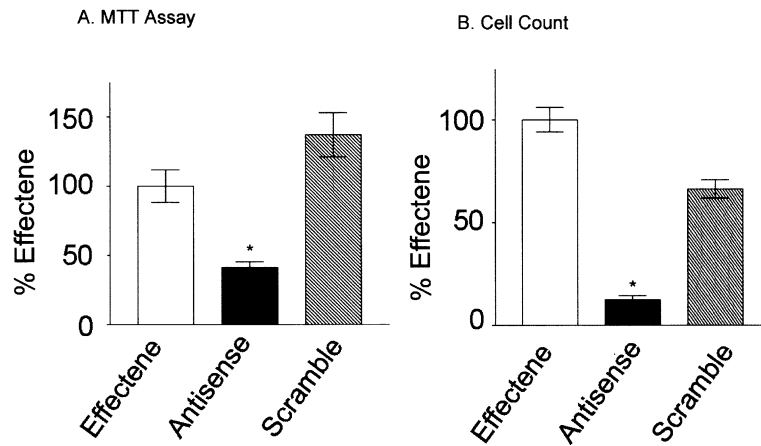 A. MTT Assay
% Effectene
150
100
50
0
*
Effectene
Antisense
Scramble
B. Cell Count
% Effectene
100
50
0
*
Effectene
Antisense
Scramble